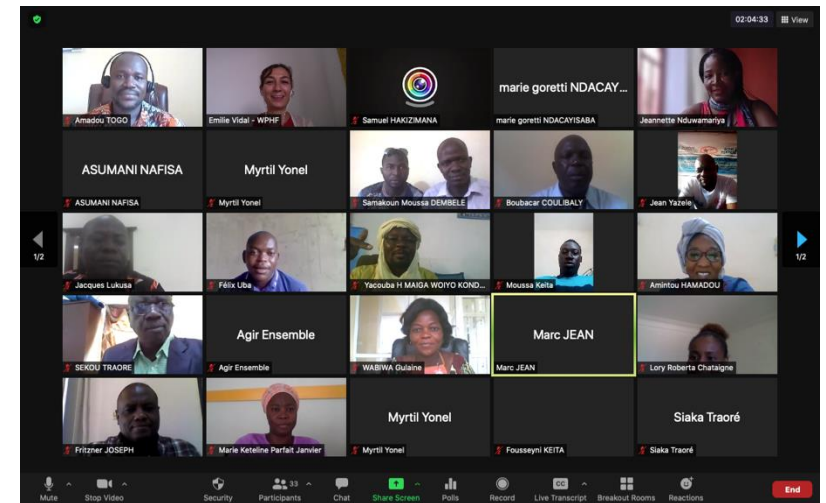 02:04:33 View
Amadou TOGO
Emilie Vidal - WPHF
Samuel HAKIZIMANA
marie goretti NDACAY...
marie goretti NDACAYISABA
Jeannette Nduwamariya
ASUMANI NAFISA
ASUMANI NAFISA
Myrtil Yonel
Myrtil Yonel
Samakoun Moussa DEMBELE
Boubacar COULIBALY
Jean Yazele
1/2
Jacques Lukusa
Félix Uba
Yacouba H MAIGA WOIYO KOND...
Moussa Keita
Amintou HAMADOU
1/2
SEKOU TRAORE
Agir Ensemble
Agir Ensemble
WABIWA Gulaine
Marc JEAN
Marc JEAN
Lory Roberta Chataigne
Fritzner JOSEPH
Marie Keteline Parfait Janvier
Myrtil Yonel
Myrtil Yonel
Fousseyni KEITA
Siaka Traoré
Siaka Traoré
Mute
Stop Video
Security
33
Participants
Chat
Share Screen
Polls
Record
CC
Live Transcript
Breakout Rooms
Reactions
End